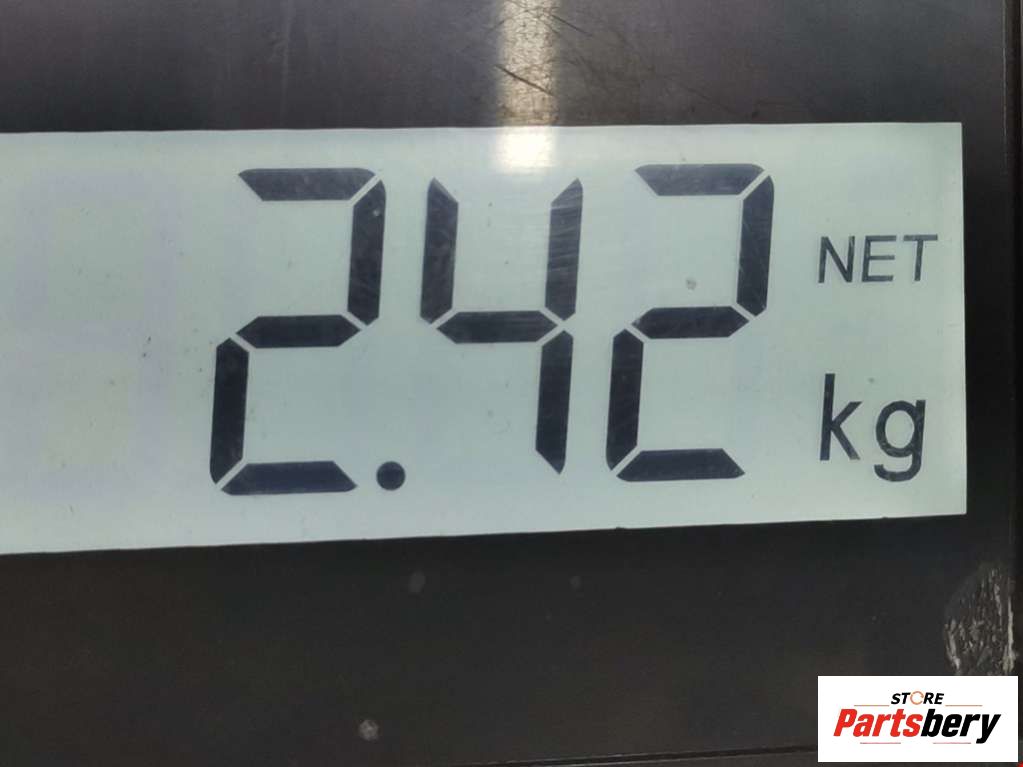 2.42 NET
kg
STORE
Partsbery